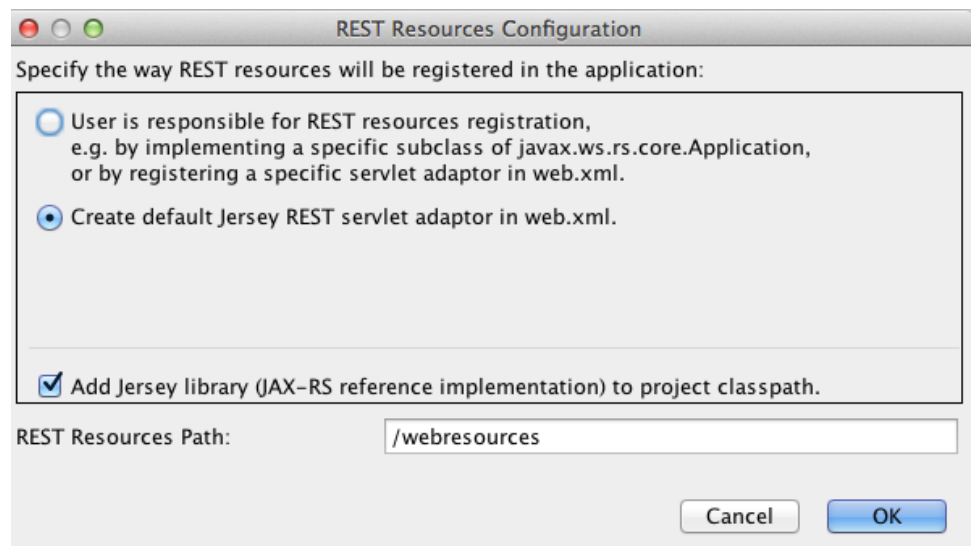 REST Resources Configuration
Specify the way REST resources will be registered in the application:
User is responsible for REST resources registration,
e.g. by implementing a specific subclass of javax.ws.rs.core.Application,
or by registering a specific servlet adaptor in web.xml.
Create default Jersey REST servlet adaptor in web.xml.
Add Jersey library (JAX-RS reference implementation) to project classpath.
REST Resources Path: /webresources
Cancel OK